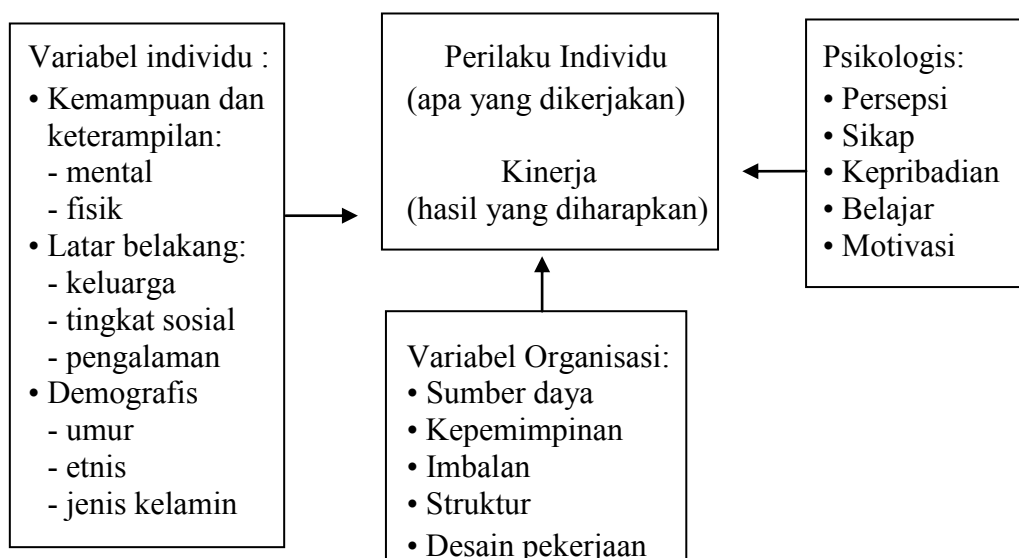 Variabel individu :
• Kemampuan dan
keterampilan:
- mental
- fisik
• Latar belakang:
- keluarga
- tingkat sosial
- pengalaman
• Demografis
- umur
- etnis
- jenis kelamin
Perilaku Individu
(apa yang dikerjakan)
Kinerja
(hasil yang diharapkan)
Psikologis:
• Persepsi
• Sikap
• Kepribadian
• Belajar
• Motivasi
Variabel Organisasi:
• Sumber daya
• Kepemimpinan
• Imbalan
• Struktur
• Desain pekerjaan